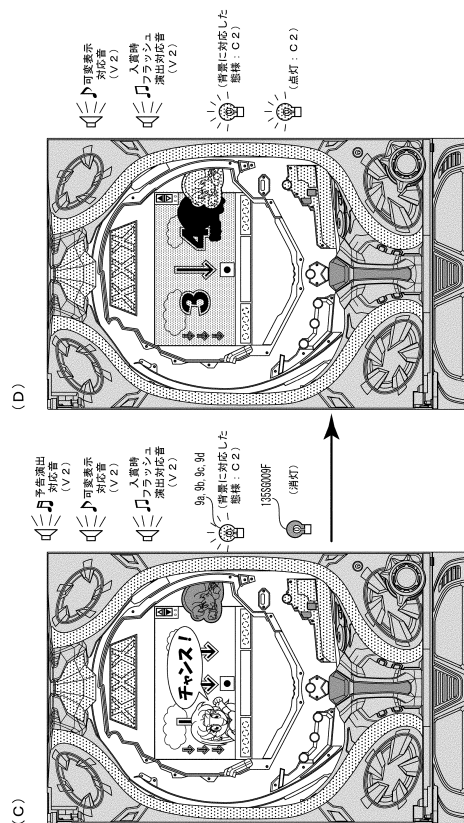 (C)
予告演出
対応音
(V2)
可変表示
対応音
(V2)
入賞時
フラッシュ
演出対応音
(V2)
9a, 9b, 9c, 9d
(背景に対応した
態様：C2)
135SG009F
(消灯)
チャンス！
(D)
可変表示
対応音
(V2)
入賞時
フラッシュ
演出対応音
(V2)
(背景に対応した
態様：C2)
(点灯：C2)
3
4